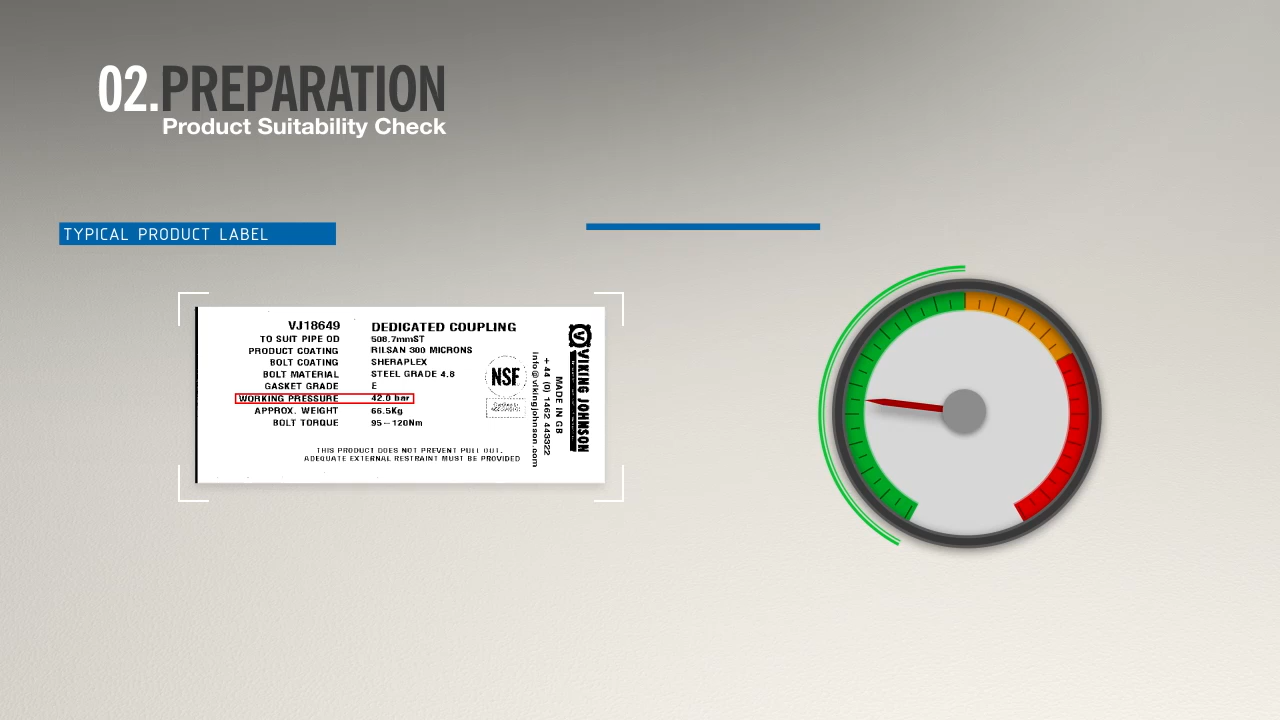 02.PREPARATION
Product Suitability Check
TYPICAL PRODUCT LABEL
VJ18649 DEDICATED COUPLING
TO SUIT PIPE OD 508.7mmST
PRODUCT COATING RILSAN 300 MICRONS
BOLT COATING SHERAPLEX
BOLT MATERIAL STEEL GRADE 4.8
GASKET GRADE E
WORKING PRESSURE 42.0 bar
APPROX. WEIGHT 66.5Kg
BOLT TORQUE 95-120Nm
THIS PRODUCT DOES NOT PREVENT PULL OUT.
ADEQUATE EXTERNAL RESTRAINT MUST BE PROVIDED
NSF
VIKING JOHNSON
MADE IN GB
+44 (0) 1462 443322
info@vikingjohnson.com